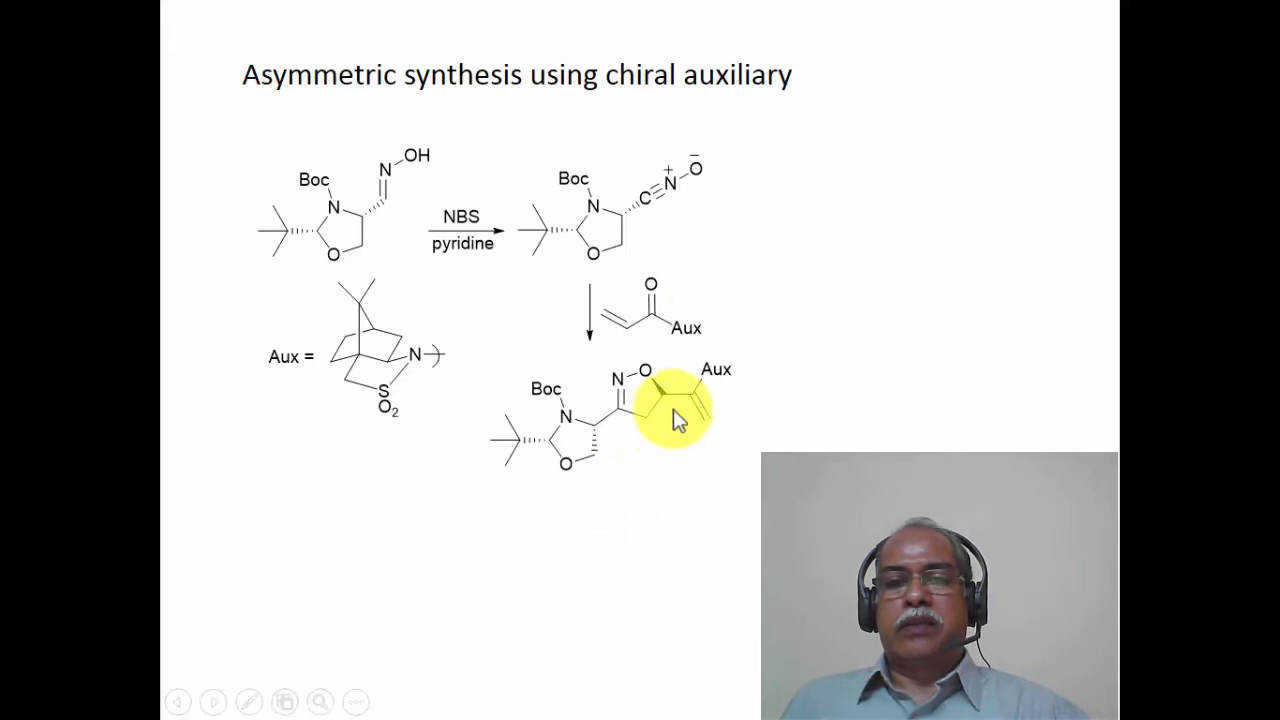 Asymmetric synthesis using chiral auxiliary
OH
N
Boc
N
O
NBS
pyridine
Boc
N
O
C≡N⁺
O⁻
O
Aux
Aux =
N
S
O₂
Boc
N
O
N
O
Aux